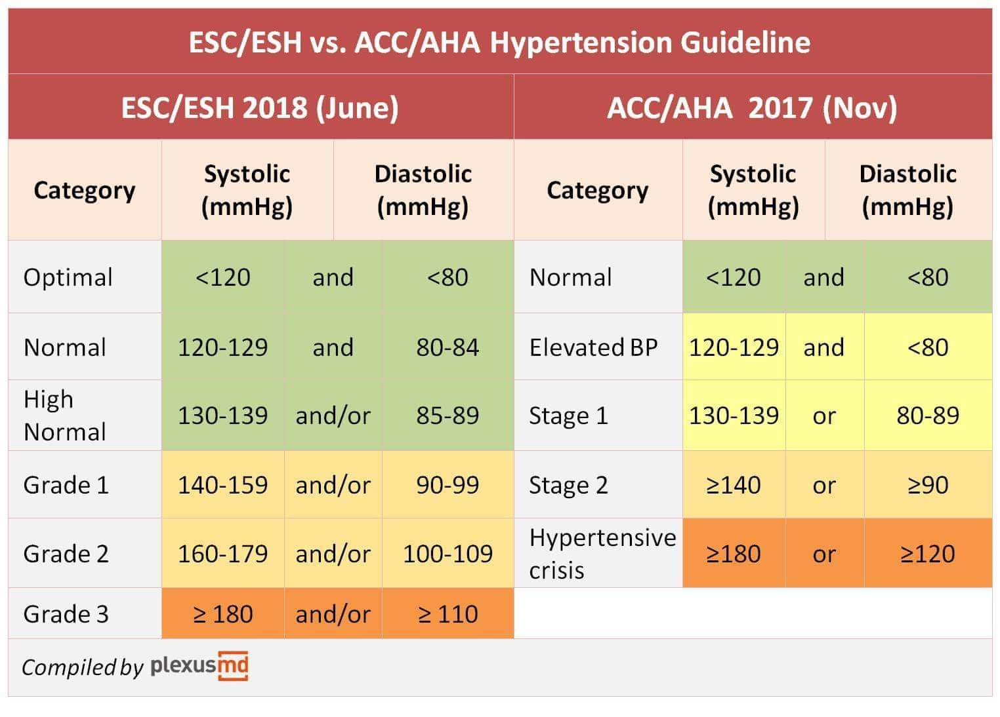 ESC/ESH vs. ACC/AHA Hypertension Guideline
ESC/ESH 2018 (June) ACC/AHA 2017 (Nov)
Category Systolic (mmHg) Diastolic (mmHg) Category Systolic (mmHg) Diastolic (mmHg)
Optimal <120 and <80 Normal <120 and <80
Normal 120-129 and 80-84 Elevated BP 120-129 and <80
High Normal 130-139 and/or 85-89 Stage 1 130-139 or 80-89
Grade 1 140-159 and/or 90-99 Stage 2 ≥140 or ≥90
Grade 2 160-179 and/or 100-109 Hypertensive crisis ≥180 or ≥120
Grade 3 ≥ 180 and/or ≥ 110
Compiled by plexusmd